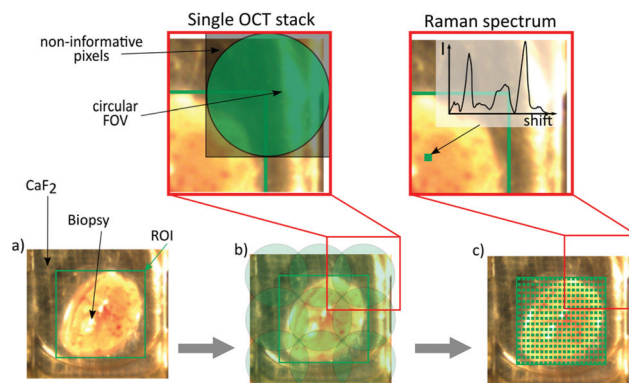 Single OCT stack
Raman spectrum
non-informative
pixels
circular
FOV
I
shift
CaF2
Biopsy
ROI
a)
b)
c)